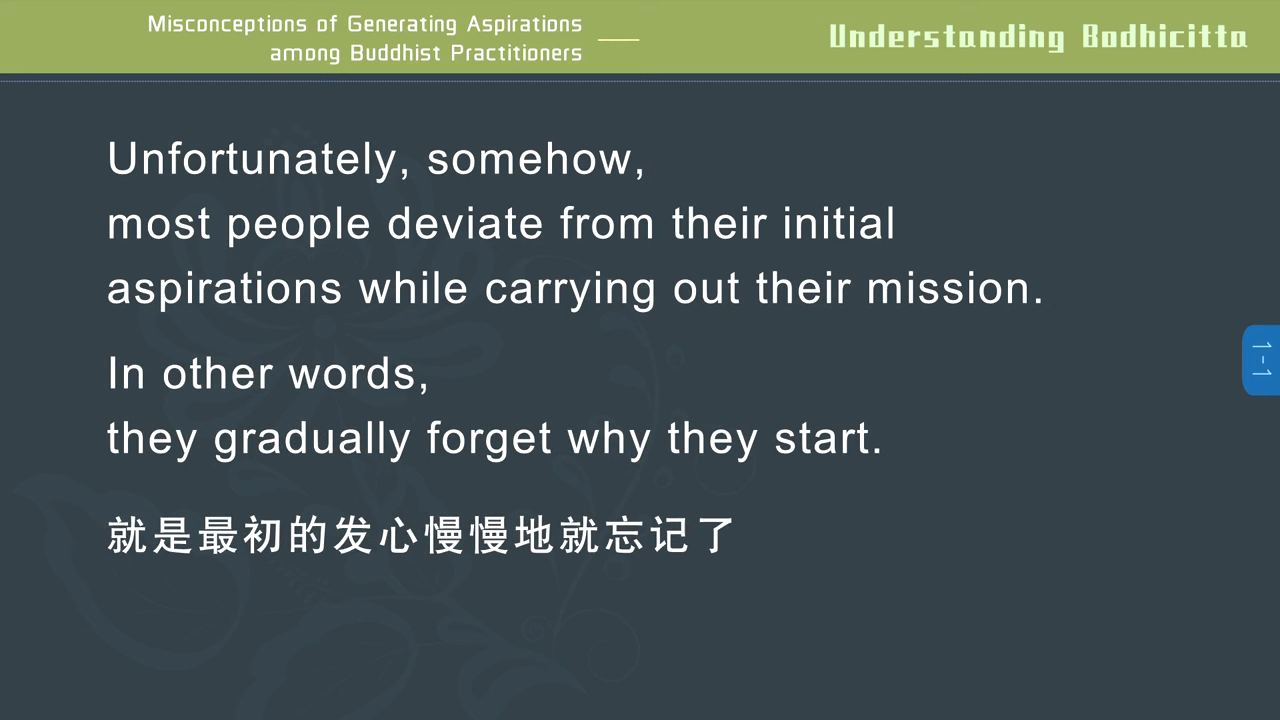 Misconceptions of Generating Aspirations
among Buddhist Practitioners
Understanding Bodhicitta
Unfortunately, somehow,
most people deviate from their initial
aspirations while carrying out their mission.
In other words,
they gradually forget why they start.
就是最初的发心慢慢地就忘记了
1-1